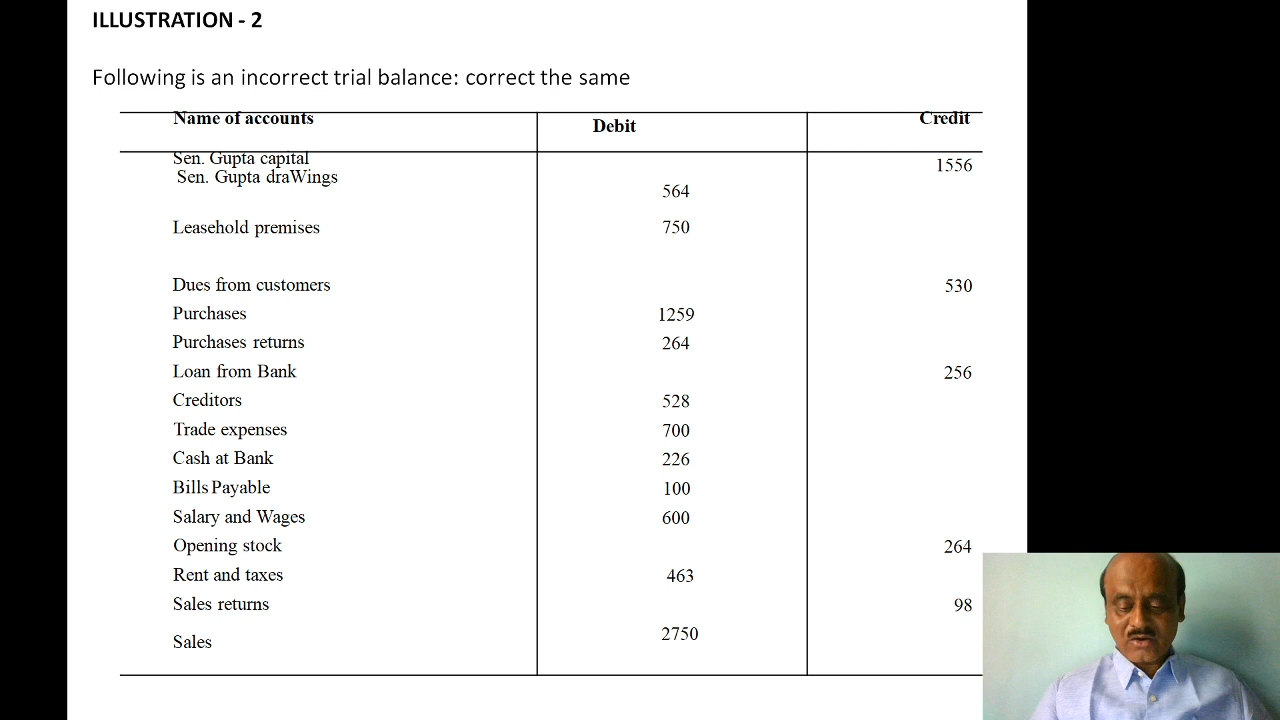 ILLUSTRATION - 2
Following is an incorrect trial balance: correct the same
Name of accounts Debit Credit
Sen. Gupta capital 1556
Sen. Gupta draWings 564
Leasehold premises 750
Dues from customers 530
Purchases 1259
Purchases returns 264
Loan from Bank 256
Creditors 528
Trade expenses 700
Cash at Bank 226
Bills Payable 100
Salary and Wages 600
Opening stock 264
Rent and taxes 463
Sales returns 98
Sales 2750